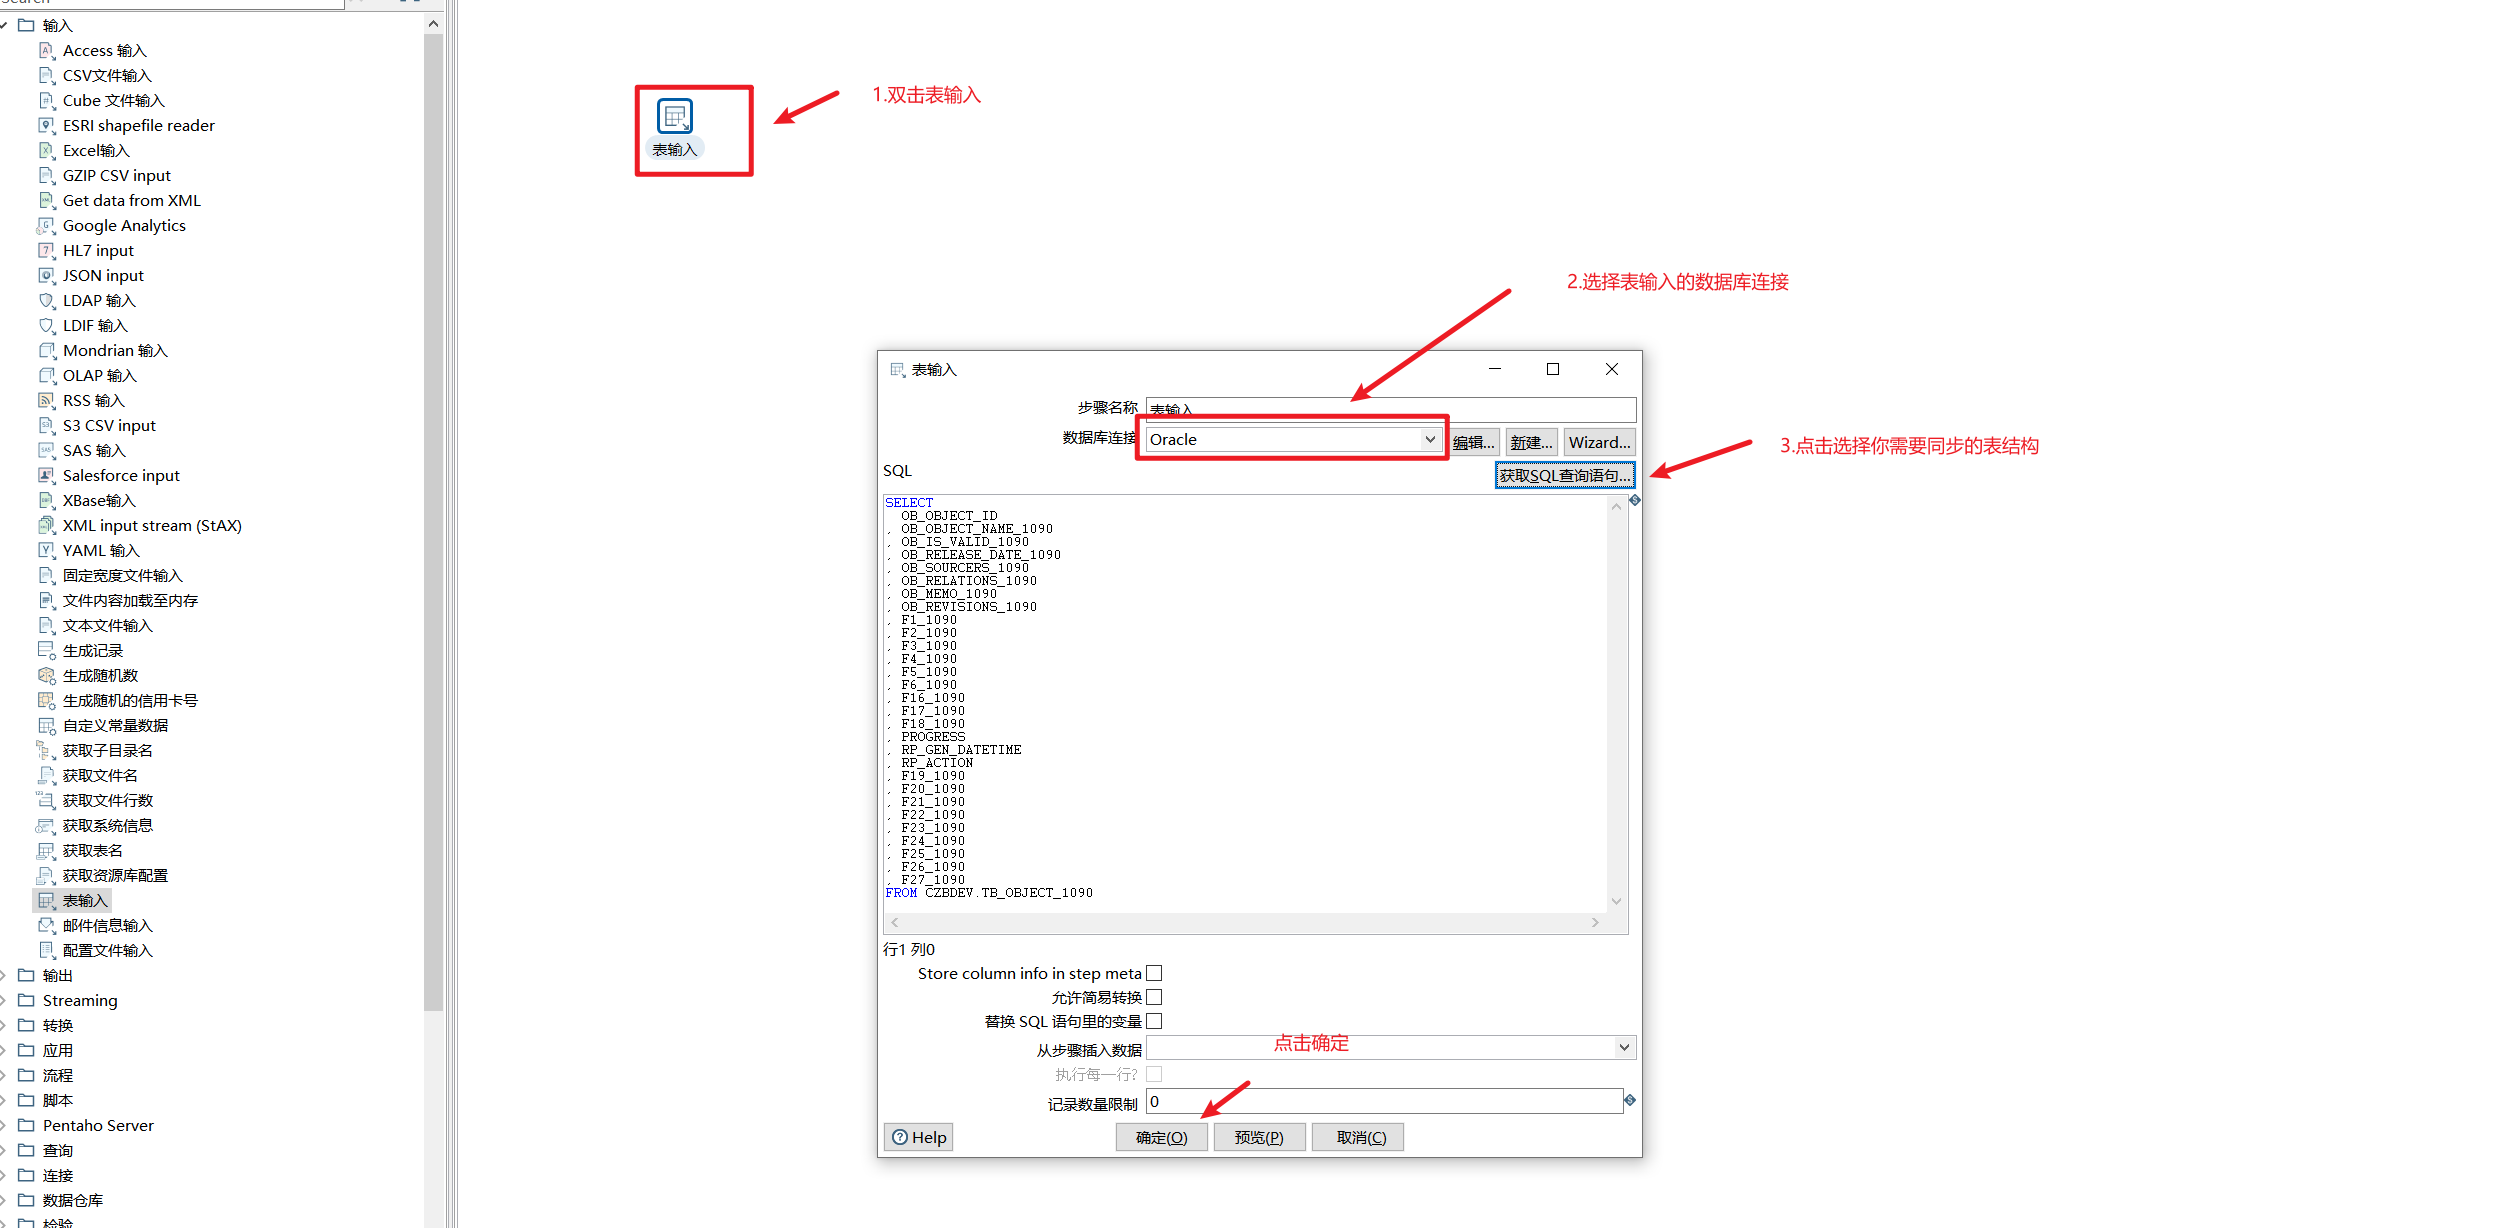 输入
Access 输入
CSV文件输入
Cube 文件输入
ESRI shapefile reader
Excel输入
GZIP CSV input
Get data from XML
Google Analytics
HL7 input
JSON input
LDAP 输入
LDIF 输入
Mondrian 输入
OLAP 输入
RSS 输入
S3 CSV input
SAS 输入
Salesforce input
XBase输入
XML input stream (StAX)
YAML 输入
固定宽度文件输入
文件内容加载至内存
文本文件输入
生成记录
生成随机数
生成随机的信用卡号
自定义常量数据
获取子目录名
获取文件名
获取文件行数
获取系统信息
获取表名
获取资源库配置
表输入
邮件信息输入
配置文件输入
输出
Streaming
转换
应用
流程
脚本
Pentaho Server
查询
连接
数据仓库
检验
表输入
1.双击表输入
2.选择表输入的数据库连接
3.点击选择你需要同步的表结构
表输入
步骤名称 表输入
数据库连接 Oracle 编辑... 新建... Wizard...
SQL 获取SQL查询语句...
SELECT
OB_OBJECT_ID
, OB_OBJECT_NAME_1090
, OB_IS_VALID_1090
, OB_RELEASE_DATE_1090
, OB_SOURCERS_1090
, OB_RELATIONS_1090
, OB_MEMO_1090
, OB_REVISIONS_1090
, F1_1090
, F2_1090
, F3_1090
, F4_1090
, F5_1090
, F6_1090
, F16_1090
, F17_1090
, F18_1090
, PROGRESS
, RP_GEN_DATETIME
, RP_ACTION
, F19_1090
, F20_1090
, F21_1090
, F22_1090
, F23_1090
, F24_1090
, F25_1090
, F26_1090
, F27_1090
FROM CZBDEV.TB_OBJECT_1090
行1 列0
Store column info in step meta
允许简易转换
替换 SQL 语句里的变量
从步骤插入数据
点击确定
执行每一行?
记录数量限制 0
Help 确定(O) 预览(P) 取消(C)